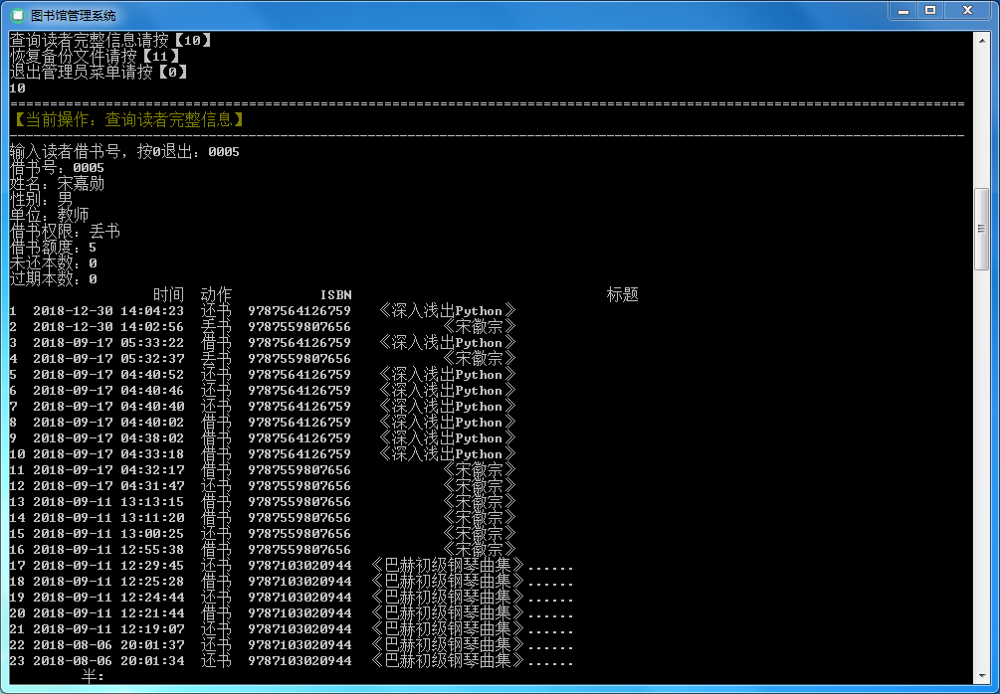 图书馆管理系统
查询读者完整信息请按【10】
恢复备份文件请按【11】
退出管理员菜单请按【0】
10
【当前操作：查询读者完整信息】
输入读者借书号，按0退出：0005
借书号：0005
姓名：宋嘉勋
性别：男
单位：教师
借书权限：丢书
借书额度：5
未还本数：0
过期本数：0
时间 动作 ISBN 标题
1 2018-12-30 14:04:23 还书 9787564126759 《深入浅出Python》
2 2018-12-30 14:02:56 丢书 9787559807656 《宋徽宗》
3 2018-09-17 05:33:22 借书 9787564126759 《深入浅出Python》
4 2018-09-17 05:32:37 丢书 9787559807656 《宋徽宗》
5 2018-09-17 04:40:52 还书 9787564126759 《深入浅出Python》
6 2018-09-17 04:40:46 还书 9787564126759 《深入浅出Python》
7 2018-09-17 04:40:40 还书 9787564126759 《深入浅出Python》
8 2018-09-17 04:40:02 借书 9787564126759 《深入浅出Python》
9 2018-09-17 04:38:02 借书 9787564126759 《深入浅出Python》
10 2018-09-17 04:33:18 借书 9787564126759 《深入浅出Python》
11 2018-09-17 04:32:17 借书 9787559807656 《宋徽宗》
12 2018-09-17 04:31:47 还书 9787559807656 《宋徽宗》
13 2018-09-11 13:13:15 借书 9787559807656 《宋徽宗》
14 2018-09-11 13:11:20 借书 9787559807656 《宋徽宗》
15 2018-09-11 13:00:25 还书 9787559807656 《宋徽宗》
16 2018-09-11 12:55:38 借书 9787559807656 《宋徽宗》
17 2018-09-11 12:29:45 还书 9787103020944 《巴赫初级钢琴曲集》......
18 2018-09-11 12:25:28 借书 9787103020944 《巴赫初级钢琴曲集》......
19 2018-09-11 12:24:44 还书 9787103020944 《巴赫初级钢琴曲集》......
20 2018-09-11 12:21:44 借书 9787103020944 《巴赫初级钢琴曲集》......
21 2018-09-11 12:19:07 还书 9787103020944 《巴赫初级钢琴曲集》......
22 2018-08-06 20:01:37 还书 9787103020944 《巴赫初级钢琴曲集》......
23 2018-08-06 20:01:34 还书 9787103020944 《巴赫初级钢琴曲集》......
半：